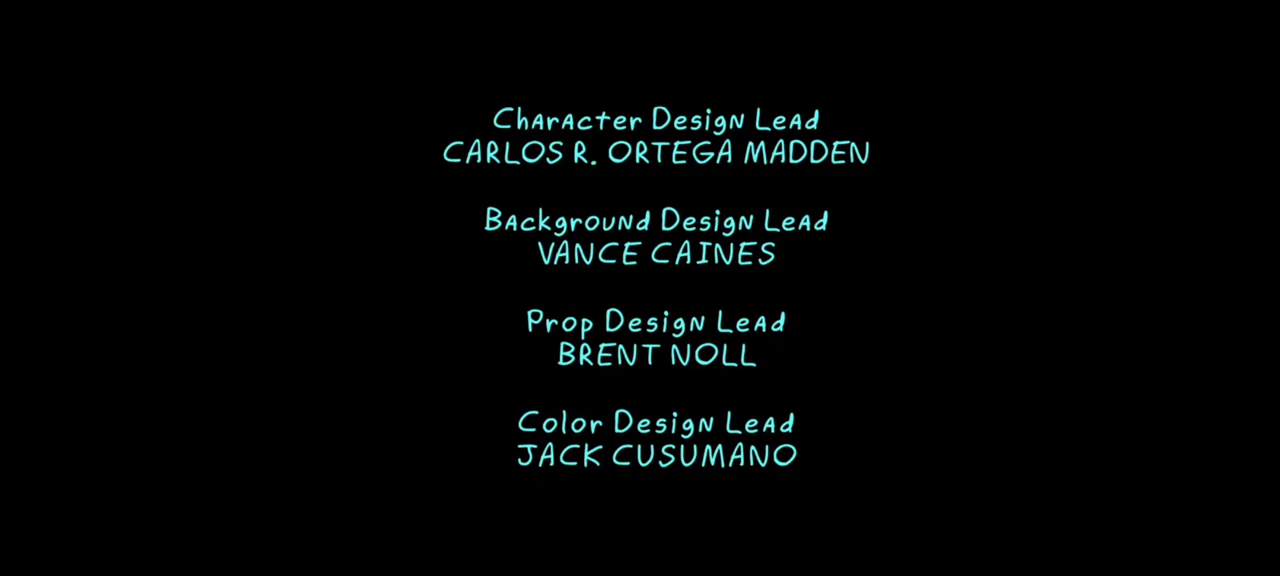 Character Design Lead
CARLOS R. ORTEGA MADDEN
Background Design Lead
VANCE CAINES
Prop Design Lead
BRENT NOLL
Color Design Lead
JACK CUSUMANO